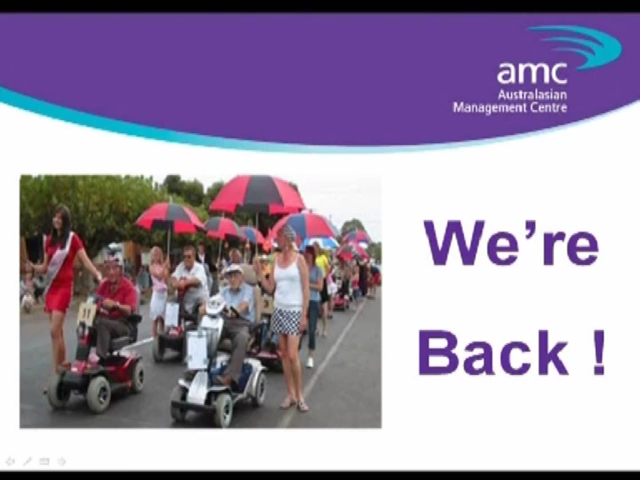 amc
Australasian
Management Centre
We're
Back !